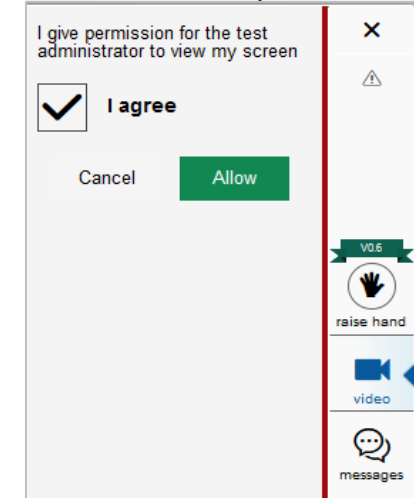 I give permission for the test
administrator to view my screen
I agree
Cancel
Allow
V0.6
raise hand
video
messages